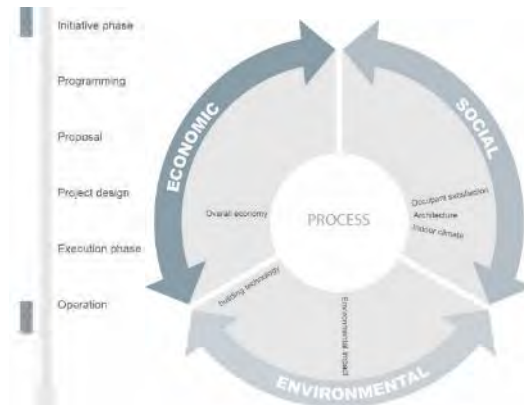 Initiative phase
Programming
Proposal
Project design
Execution phase
Operation
ECONOMIC
SOCIAL
ENVIRONMENTAL
PROCESS
Overall economy
Occupant satisfaction
Architecture
Indoor climate
building technology
Environmental impact